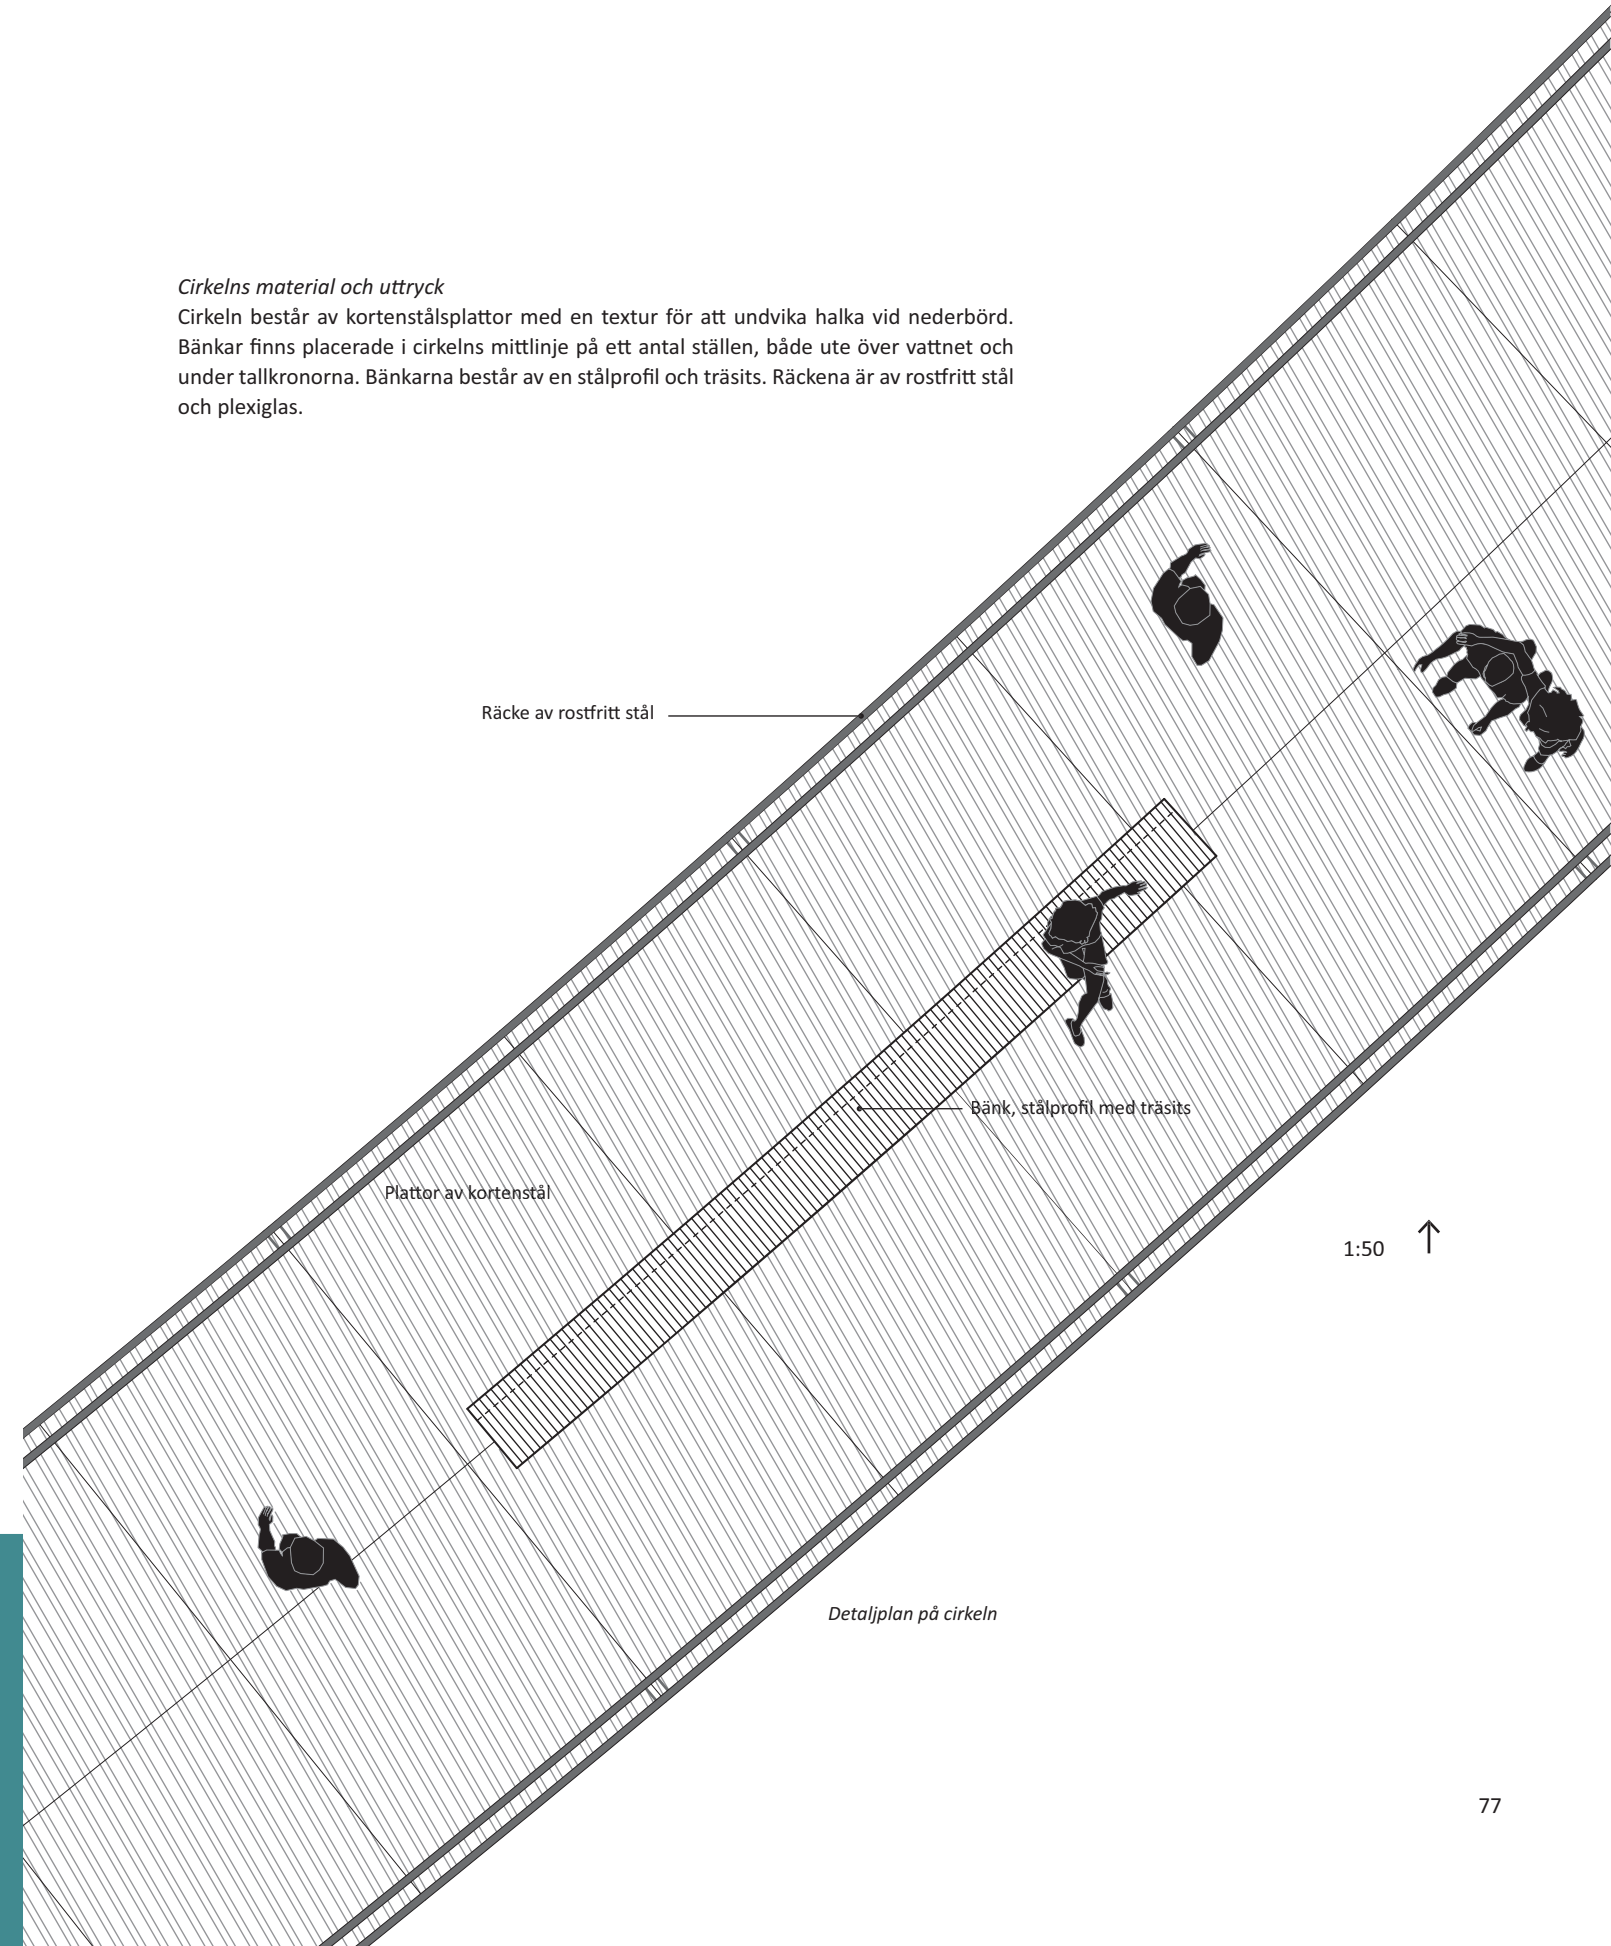 Cirkelns material och uttryck
Cirkeln består av kortenstålsplattor med en textur för att undvika halka vid nederbörd.
Bänkar finns placerade i cirkelns mittlinje på ett antal ställen, både ute över vattnet och
under tallkronorna. Bänkarna består av en stålprofil och träsits. Räckena är av rostfritt stål
och plexiglas.
Räcke av rostfritt stål
Bänk, stålprofil med träsits
Plattor av kortenstål
1:50
Detaljplan på cirkeln
77